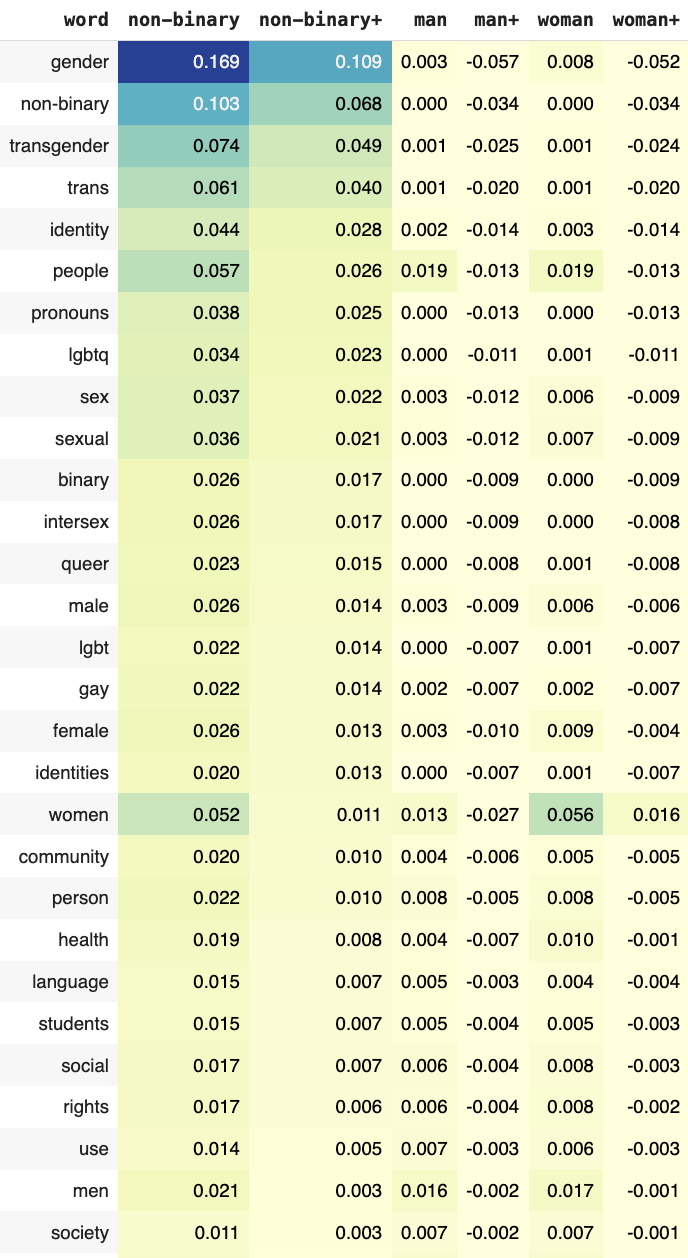 word non-binary non-binary+ man man+ woman woman+
gender 0.169 0.109 0.003 -0.057 0.008 -0.052
non-binary 0.103 0.068 0.000 -0.034 0.000 -0.034
transgender 0.074 0.049 0.001 -0.025 0.001 -0.024
trans 0.061 0.040 0.001 -0.020 0.001 -0.020
identity 0.044 0.028 0.002 -0.014 0.003 -0.014
people 0.057 0.026 0.019 -0.013 0.019 -0.013
pronouns 0.038 0.025 0.000 -0.013 0.000 -0.013
lgbtq 0.034 0.023 0.000 -0.011 0.001 -0.011
sex 0.037 0.022 0.003 -0.012 0.006 -0.009
sexual 0.036 0.021 0.003 -0.012 0.007 -0.009
binary 0.026 0.017 0.000 -0.009 0.000 -0.009
intersex 0.026 0.017 0.000 -0.009 0.000 -0.008
queer 0.023 0.015 0.000 -0.008 0.001 -0.008
male 0.026 0.014 0.003 -0.009 0.006 -0.006
lgbt 0.022 0.014 0.000 -0.007 0.001 -0.007
gay 0.022 0.014 0.002 -0.007 0.002 -0.007
female 0.026 0.013 0.003 -0.010 0.009 -0.004
identities 0.020 0.013 0.000 -0.007 0.001 -0.007
women 0.052 0.011 0.013 -0.027 0.056 0.016
community 0.020 0.010 0.004 -0.006 0.005 -0.005
person 0.022 0.010 0.008 -0.005 0.008 -0.005
health 0.019 0.008 0.004 -0.007 0.010 -0.001
language 0.015 0.007 0.005 -0.003 0.004 -0.004
students 0.015 0.007 0.005 -0.004 0.005 -0.003
social 0.017 0.007 0.006 -0.004 0.008 -0.003
rights 0.017 0.006 0.006 -0.004 0.008 -0.002
use 0.014 0.005 0.007 -0.003 0.006 -0.003
men 0.021 0.003 0.016 -0.002 0.017 -0.001
society 0.011 0.003 0.007 -0.002 0.007 -0.001